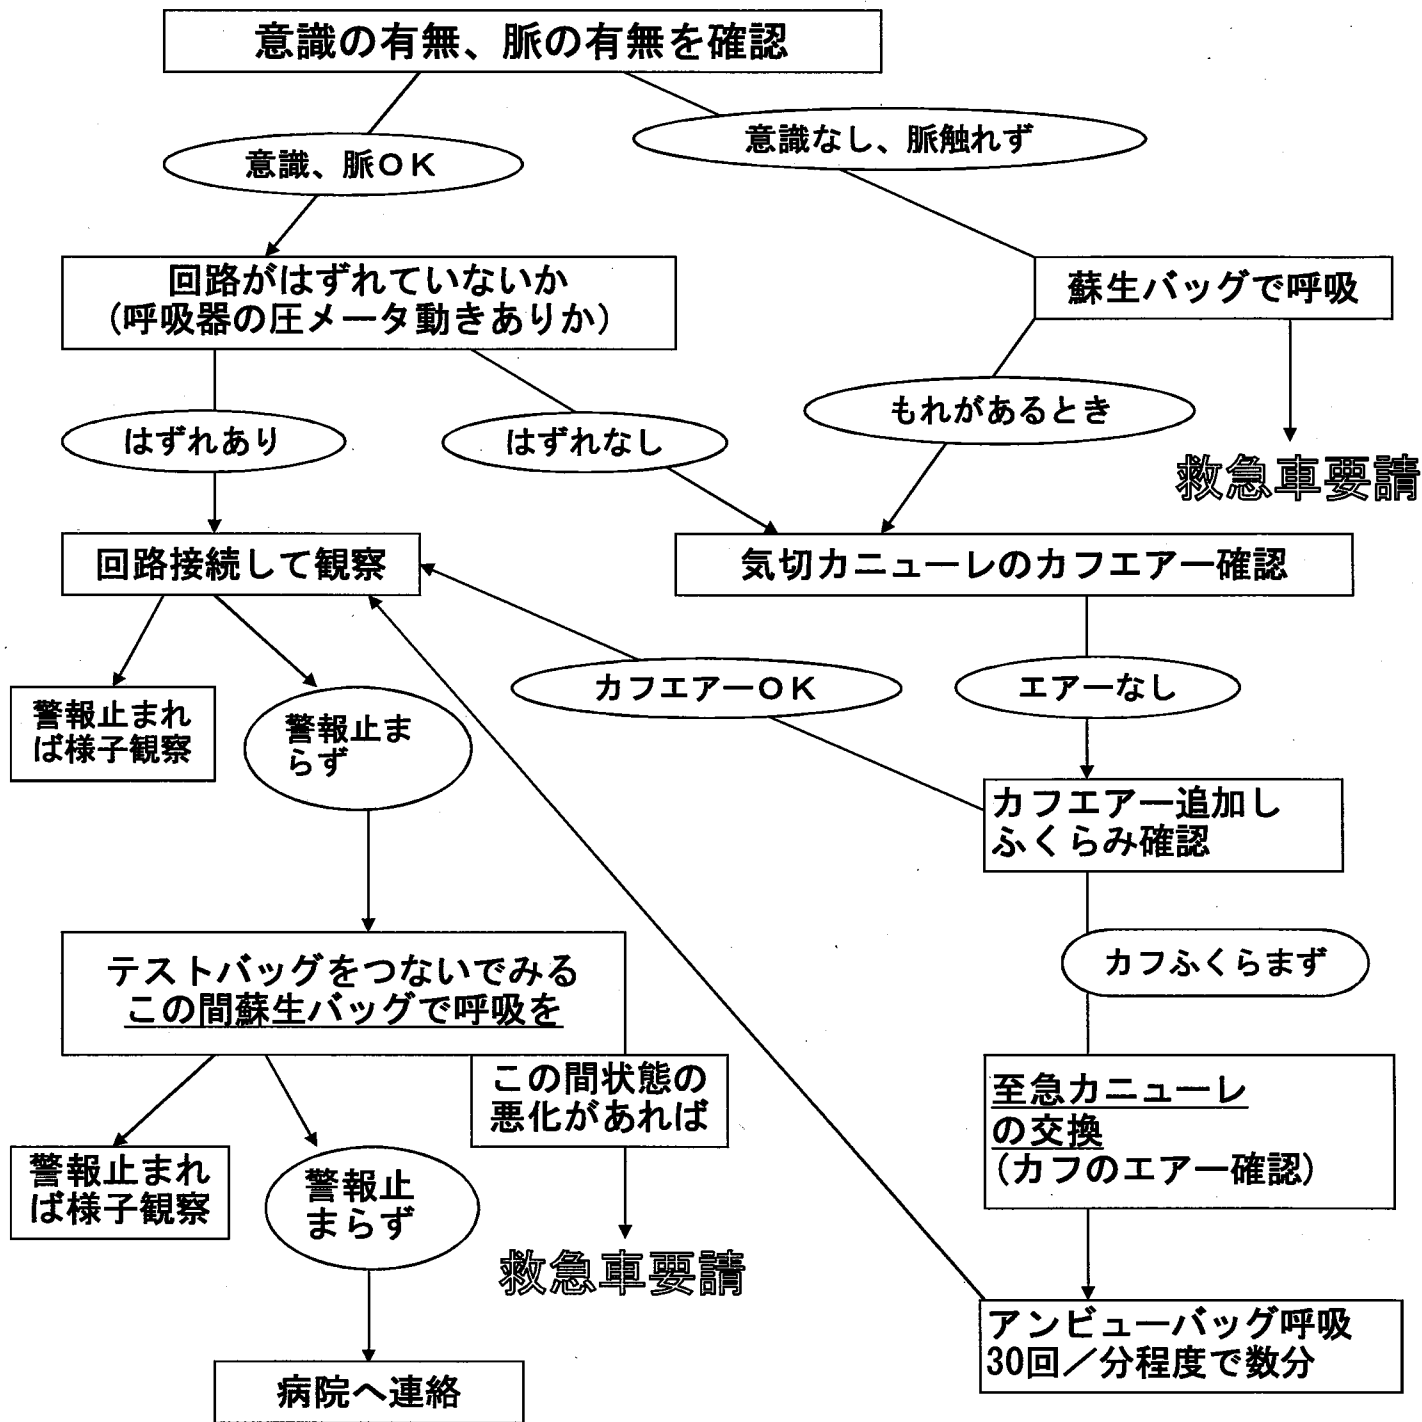 意識の有無、脈の有無を確認
意識、脈OK
意識なし、脈触れず
回路がはずれていないか
(呼吸器の圧メータ動きありか)
蘇生バッグで呼吸
はずれあり
はずれなし
もれがあるとき
救急車要請
回路接続して観察
気切カニューレのカフエアー確認
カフエアーOK
エアーなし
警報止まれ
ば様子観察
警報止ま
らず
カフエアー追加し
ふくらみ確認
カフふくらまず
テストバッグをつないでみる
この間蘇生バッグで呼吸を
この間状態の
悪化があれば
至急カニューレ
の交換
(カフのエアー確認)
警報止まれ
ば様子観察
警報止
まらず
救急車要請
アンビューバッグ呼吸
30回/分程度で数分
病院へ連絡